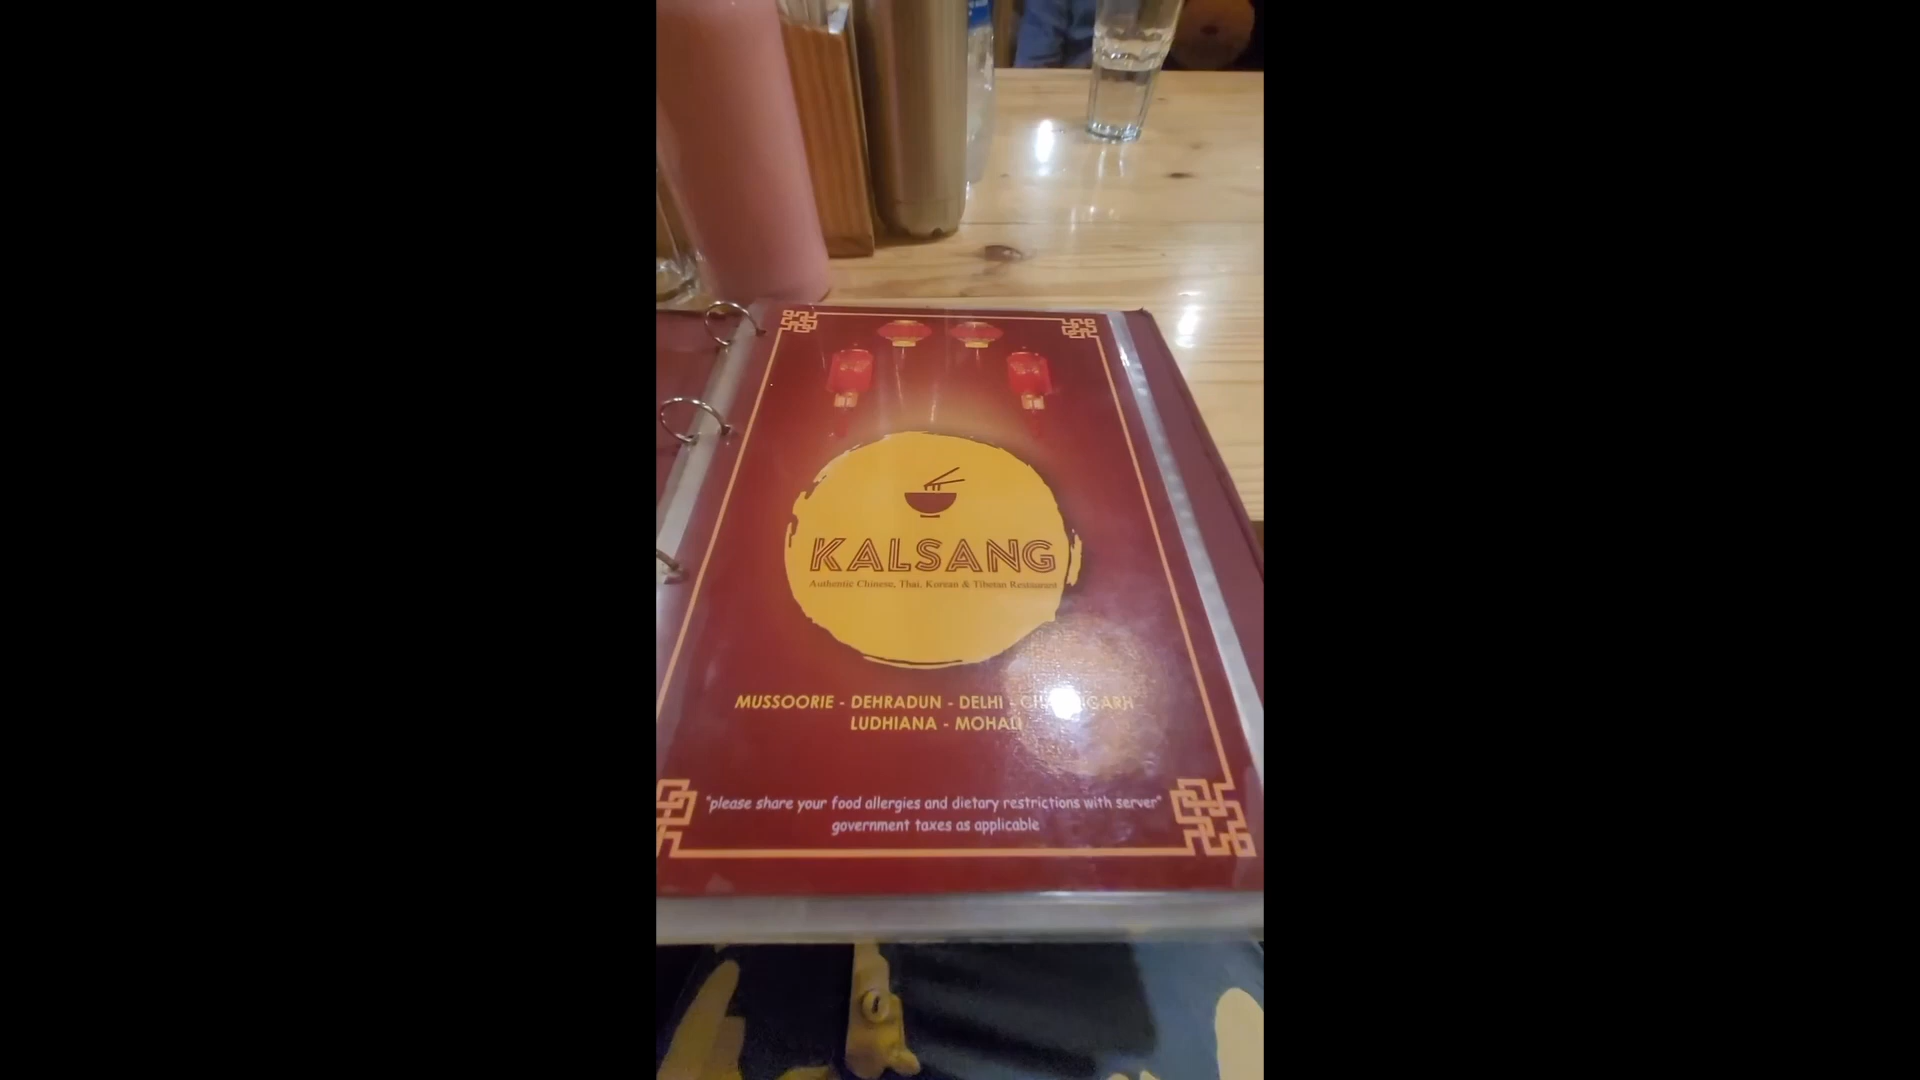 KALSANG
Authentic Chinese, Thai, Korean & Tibetan Restaurant
MUSSOORIE - DEHRADUN - DELHI -
LUDHIANA - MOHALI
"please share your food allergies and dietary restrictions with server"
government taxes as applicable